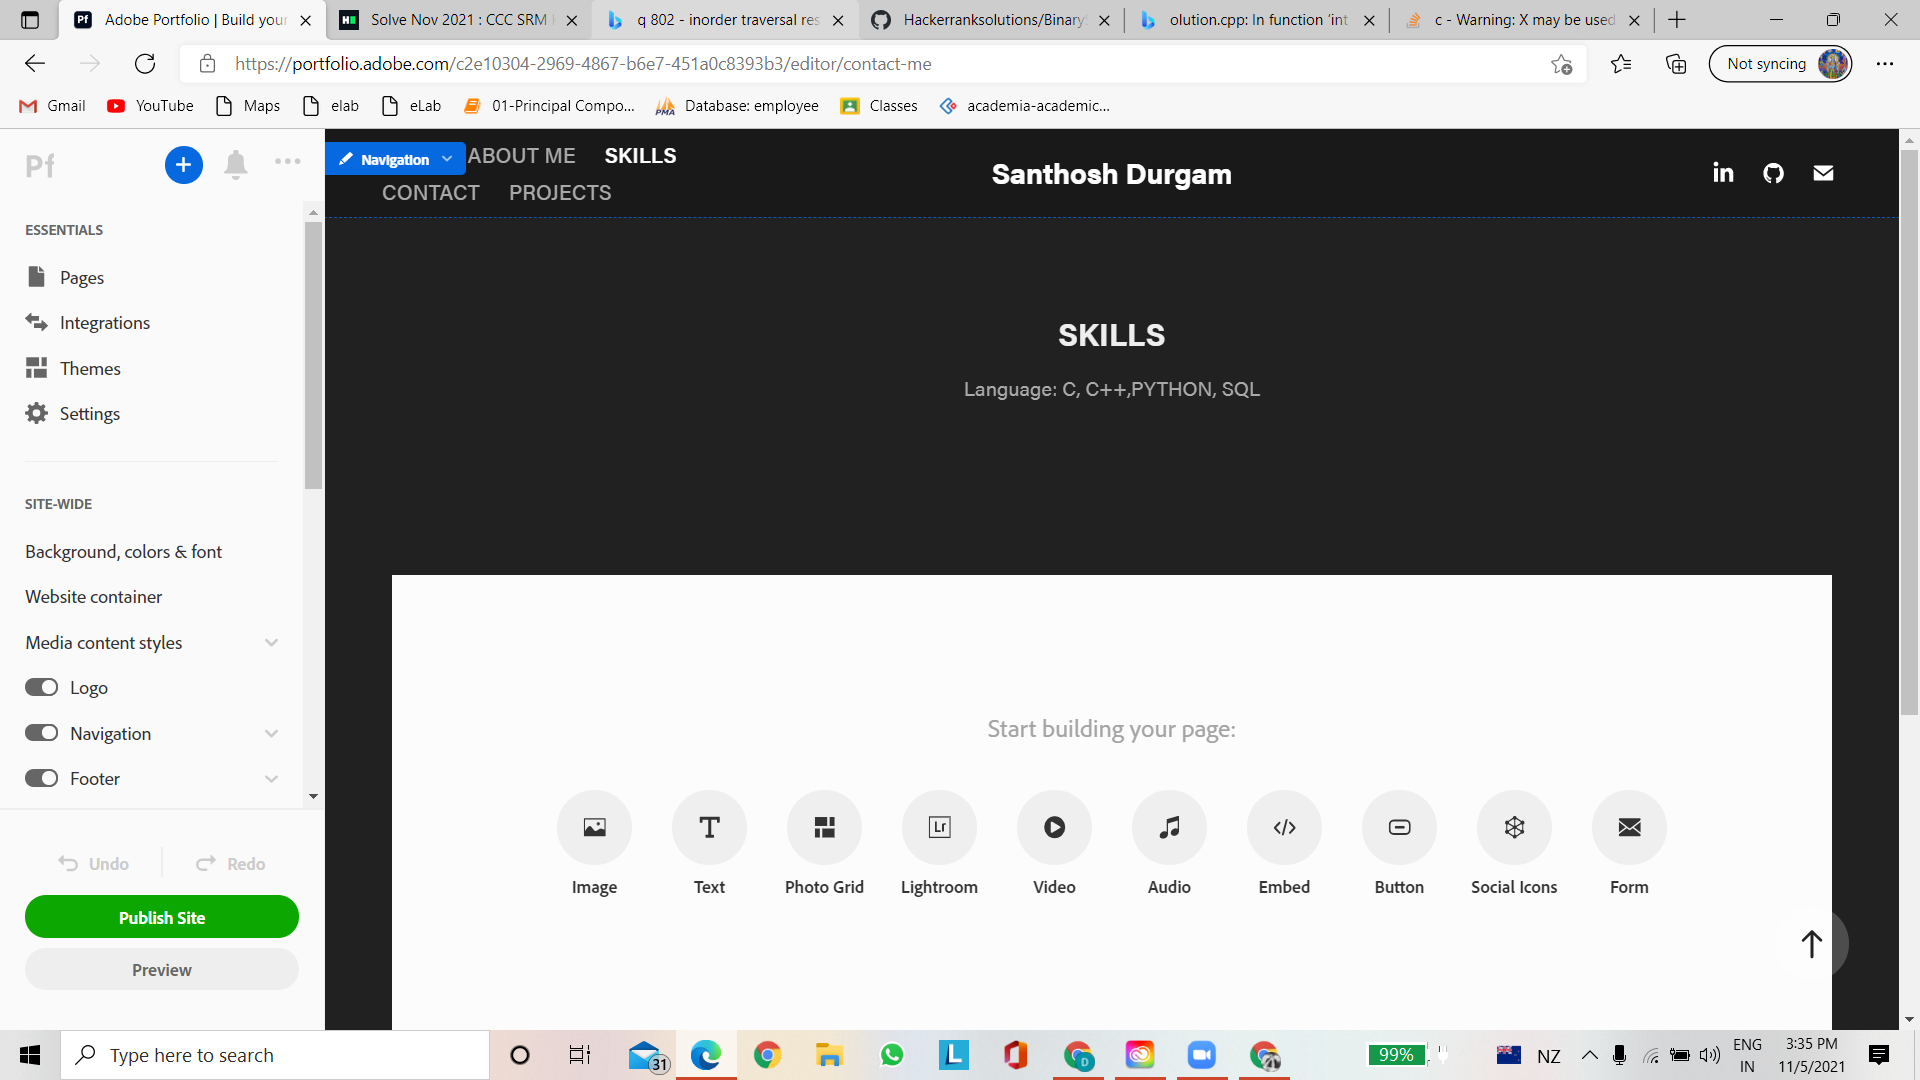 Adobe Portfolio | Build your
Solve Nov 2021 : CCC SRM
q 802 - inorder traversal res
Hackerranksolutions/Binary
olution.cpp: In function 'int
c - Warning: X may be used
https://portfolio.adobe.com/c2e10304-2969-4867-b6e7-451a0c8393b3/editor/contact-me
Not syncing
Gmail
YouTube
Maps
elab
eLab
01-Principal Compo...
PMA
Database: employee
Classes
academia-academic...
Pf
Navigation
ABOUT ME
SKILLS
CONTACT
PROJECTS
Santhosh Durgam
in
ESSENTIALS
Pages
Integrations
Themes
Settings
SITE-WIDE
Background, colors & font
Website container
Media content styles
Logo
Navigation
Footer
Undo
Redo
Publish Site
Preview
SKILLS
Language: C, C++,PYTHON, SQL
Start building your page:
Lr
Image
Text
Photo Grid
Lightroom
Video
Audio
Embed
Button
Social Icons
Form
Type here to search
31
L
D
99%
NZ
ENG
IN
3:35 PM
11/5/2021